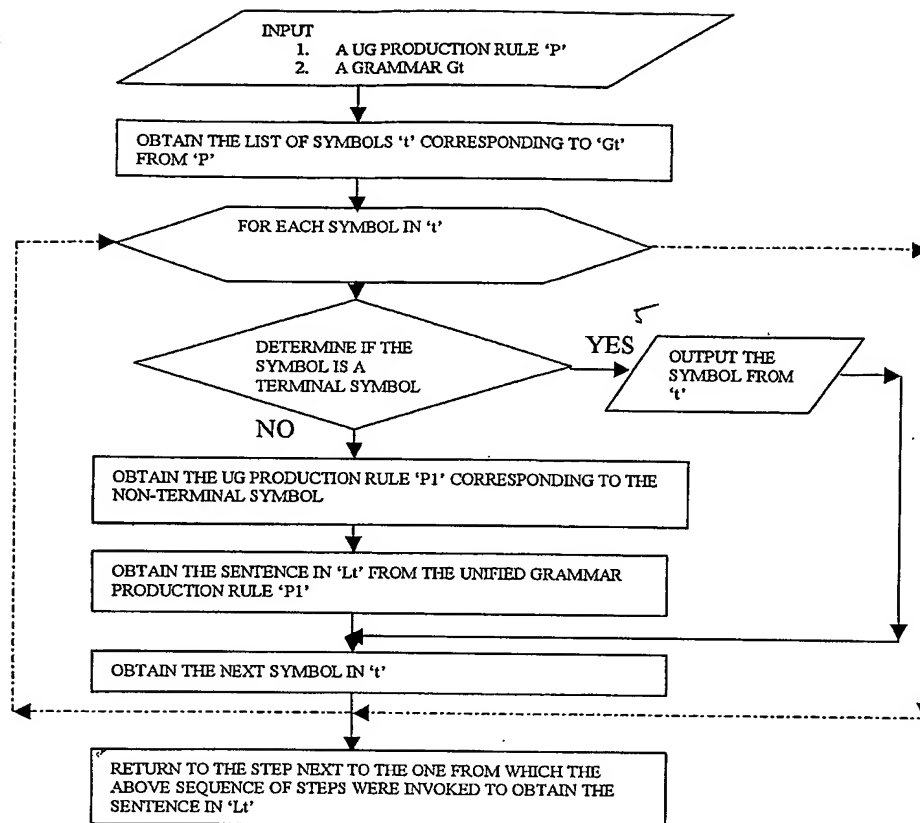 INPUT
1. A UG PRODUCTION RULE ‘P’
2. A GRAMMAR Gt
OBTAIN THE LIST OF SYMBOLS ‘t’ CORRESPONDING TO ‘Gt’
FROM ‘P’
FOR EACH SYMBOL IN ‘t’
DETERMINE IF THE
SYMBOL IS A
TERMINAL SYMBOL
YES
OUTPUT THE
SYMBOL FROM
‘t’
NO
OBTAIN THE UG PRODUCTION RULE ‘P1’ CORRESPONDING TO THE
NON-TERMINAL SYMBOL
OBTAIN THE SENTENCE IN ‘Lt’ FROM THE UNIFIED GRAMMAR
PRODUCTION RULE ‘P1’
OBTAIN THE NEXT SYMBOL IN ‘t’
RETURN TO THE STEP NEXT TO THE ONE FROM WHICH THE
ABOVE SEQUENCE OF STEPS WERE INVOKED TO OBTAIN THE
SENTENCE IN ‘Lt’